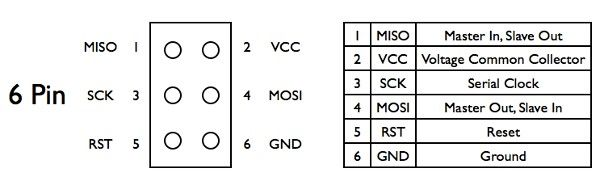 MISO 1 2 VCC
6 Pin SCK 3 4 MOSI
RST 5 6 GND
1 MISO Master In, Slave Out
2 VCC Voltage Common Collector
3 SCK Serial Clock
4 MOSI Master Out, Slave In
5 RST Reset
6 GND Ground